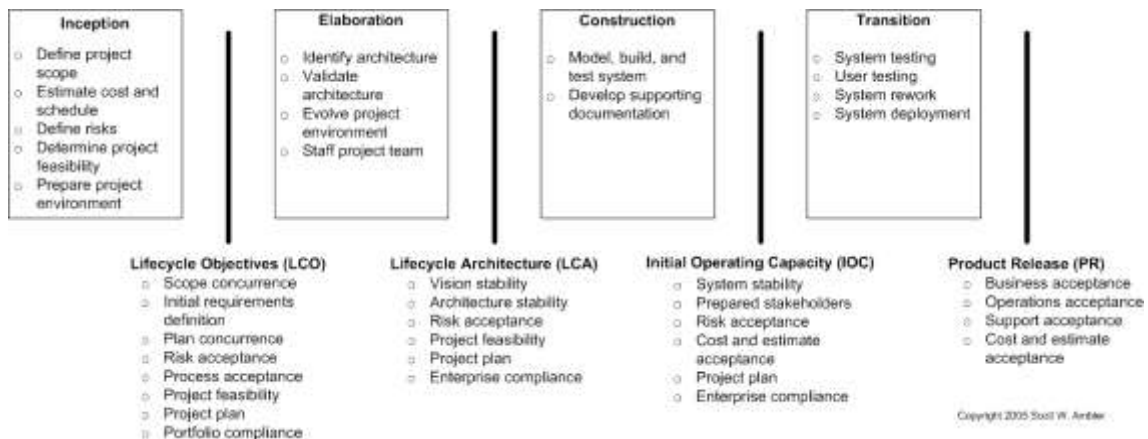 Inception
○ Define project
scope
○ Estimate cost and
schedule
○ Define risks
○ Determine project
feasibility
○ Prepare project
environment
Elaboration
○ Identify architecture
○ Validate
architecture
○ Evolve project
environment
○ Staff project team
Construction
○ Model, build, and
test system
○ Develop supporting
documentation
Transition
○ System testing
○ User testing
○ System rework
○ System deployment
Lifecycle Objectives (LCO)
○ Scope concurrence
○ Initial requirements
definition
○ Plan concurrence
○ Risk acceptance
○ Process acceptance
○ Project feasibility
○ Project plan
○ Portfolio compliance
Lifecycle Architecture (LCA)
○ Vision stability
○ Architecture stability
○ Risk acceptance
○ Project feasibility
○ Project plan
○ Enterprise compliance
Initial Operating Capacity (IOC)
○ System stability
○ Prepared stakeholders
○ Risk acceptance
○ Cost and estimate
acceptance
○ Project plan
○ Enterprise compliance
Product Release (PR)
○ Business acceptance
○ Operations acceptance
○ Support acceptance
○ Cost and estimate
acceptance
Copyright 2005 Scott W. Ambler